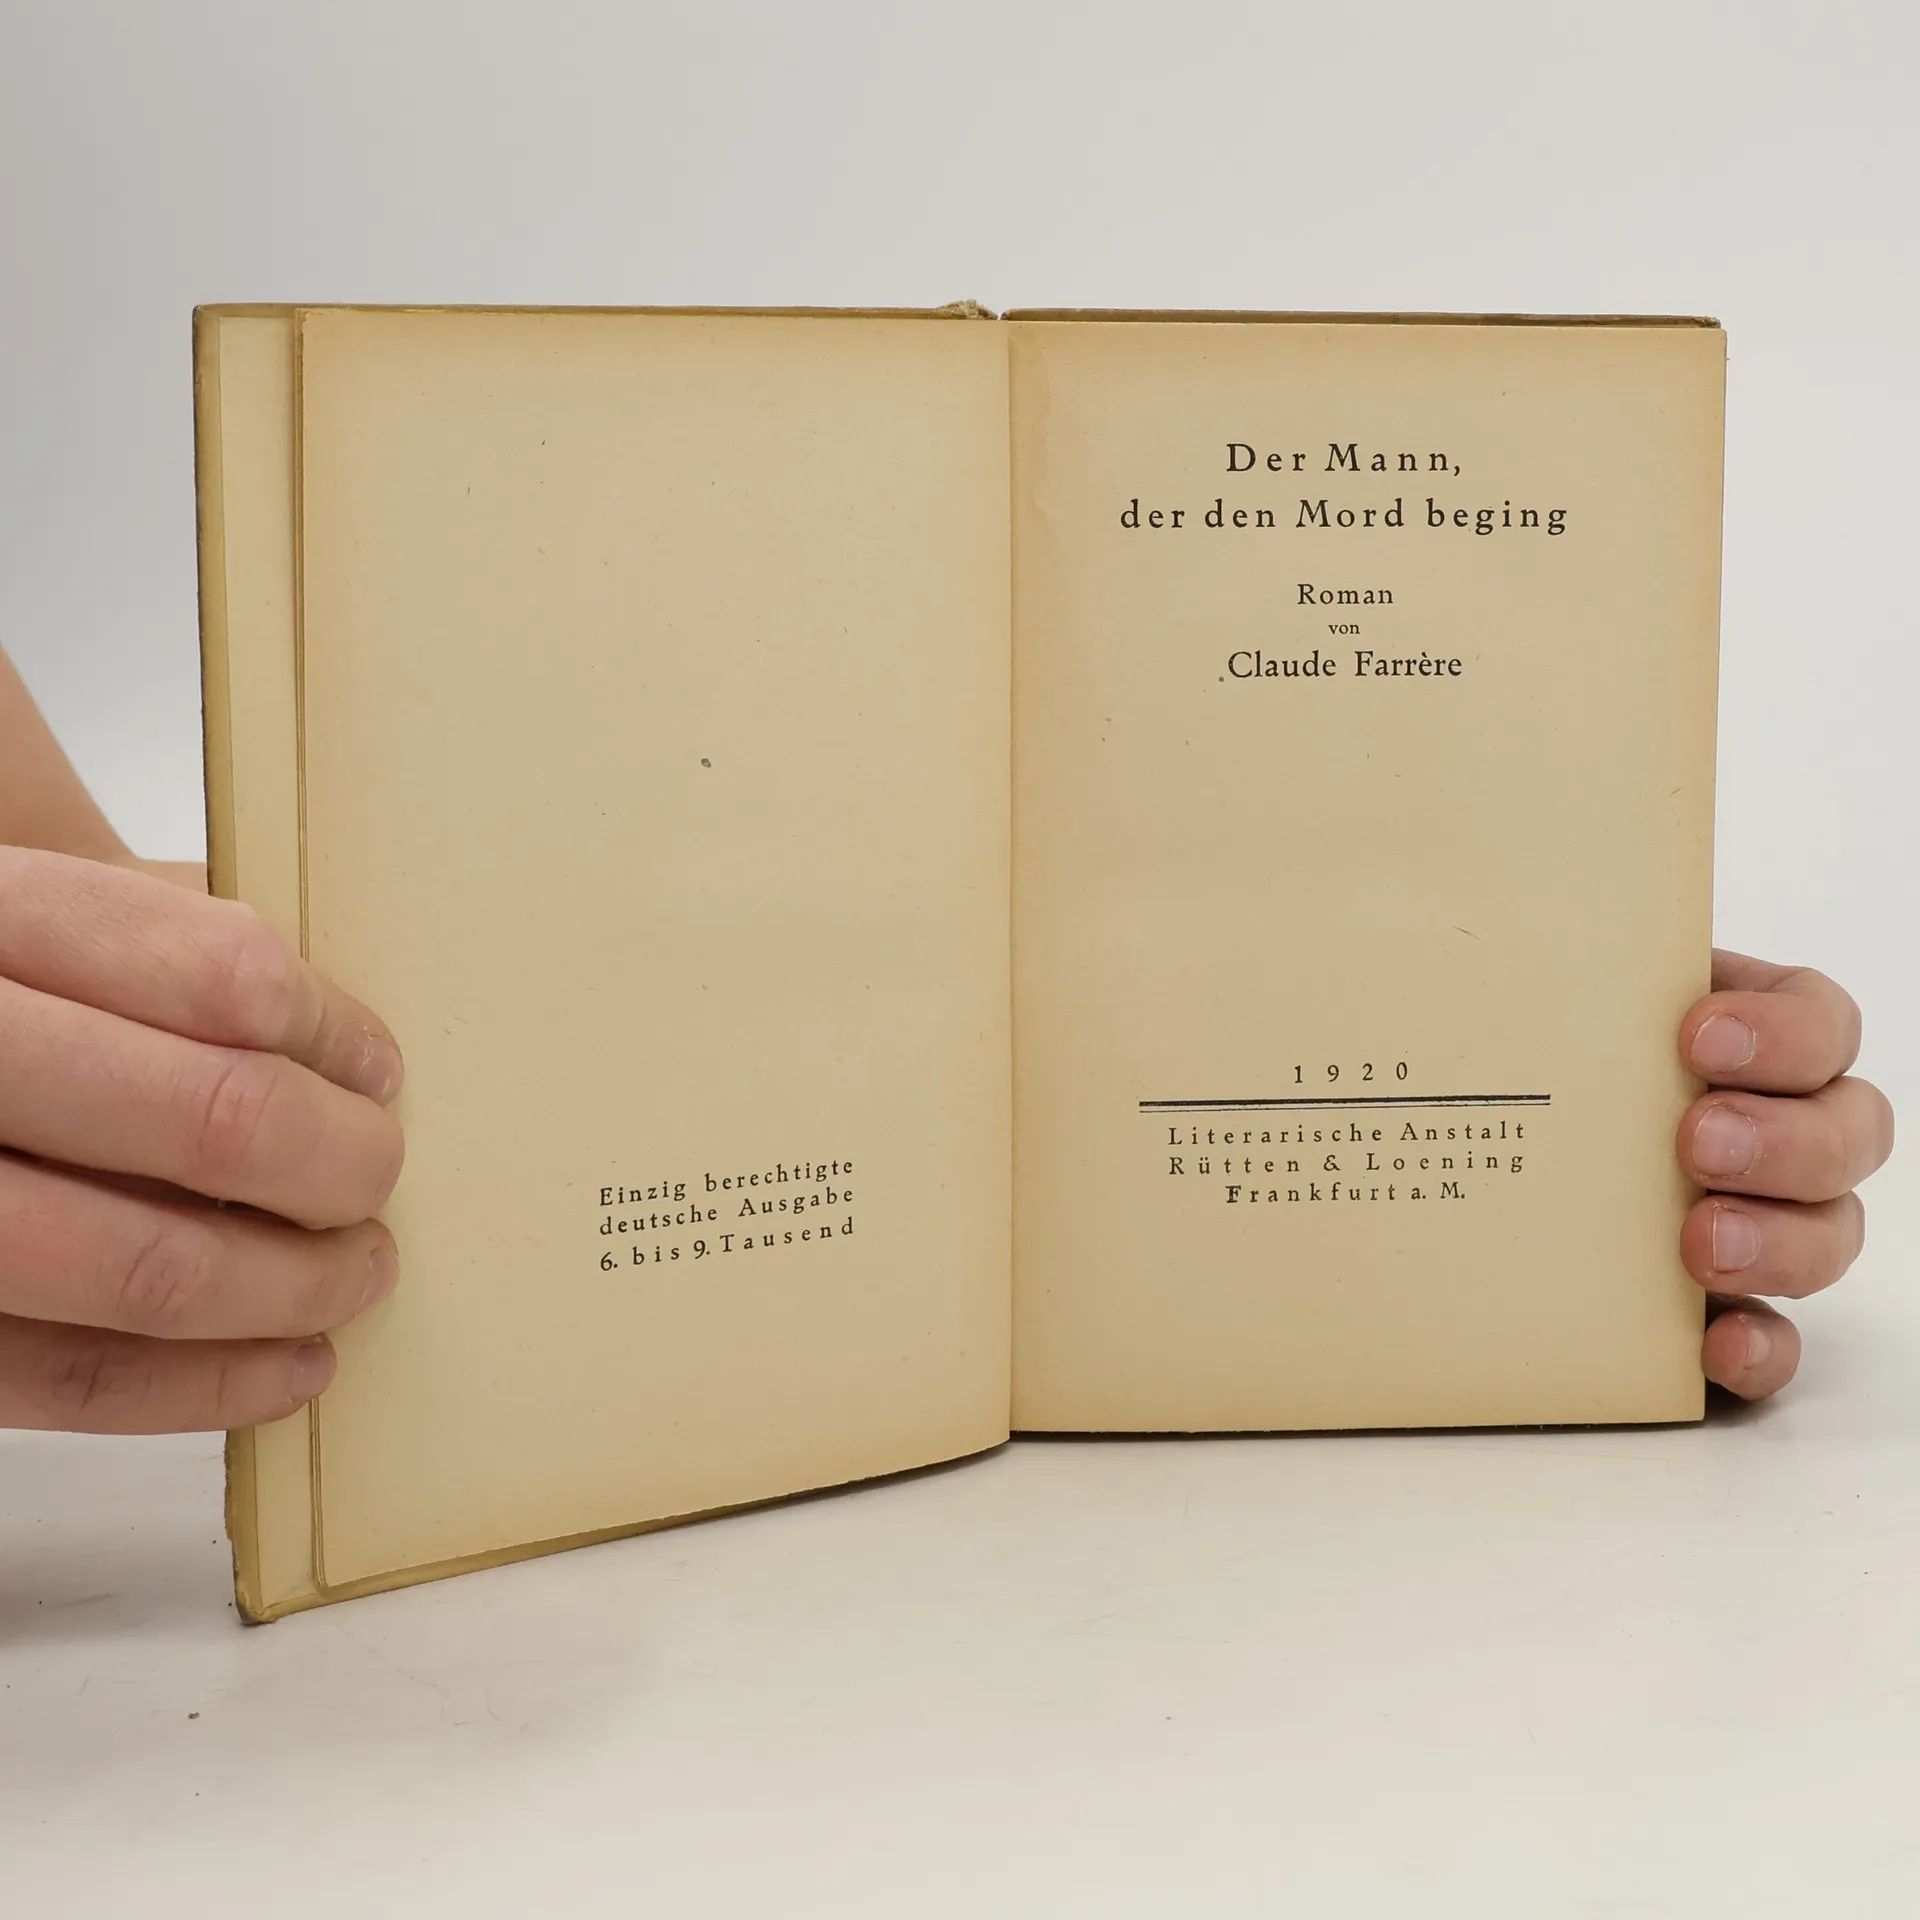 Einzig berechtigte
deutsche Ausgabe
6. bis 9. Tausend
Der Mann,
der den Mord beging
Roman
von
Claude Farrère
1920
Literarische Anstalt
Rütten & Loening
Frankfurt a. M.